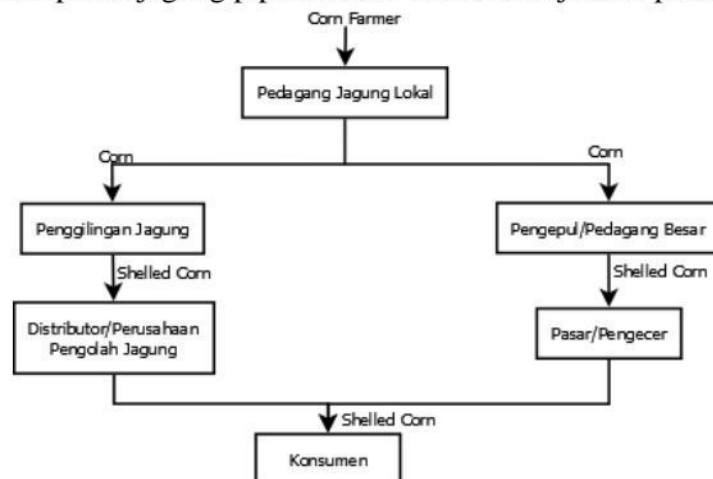 Corn Farmer
Pedagang Jagung Lokal
Corn
Corn
Penggilingan Jagung
Pengepul/Pedagang Besar
Shelled Corn
Shelled Corn
Distributor/Perusahaan
Pengolah Jagung
Pasar/Pengecer
Shelled Corn
Konsumen